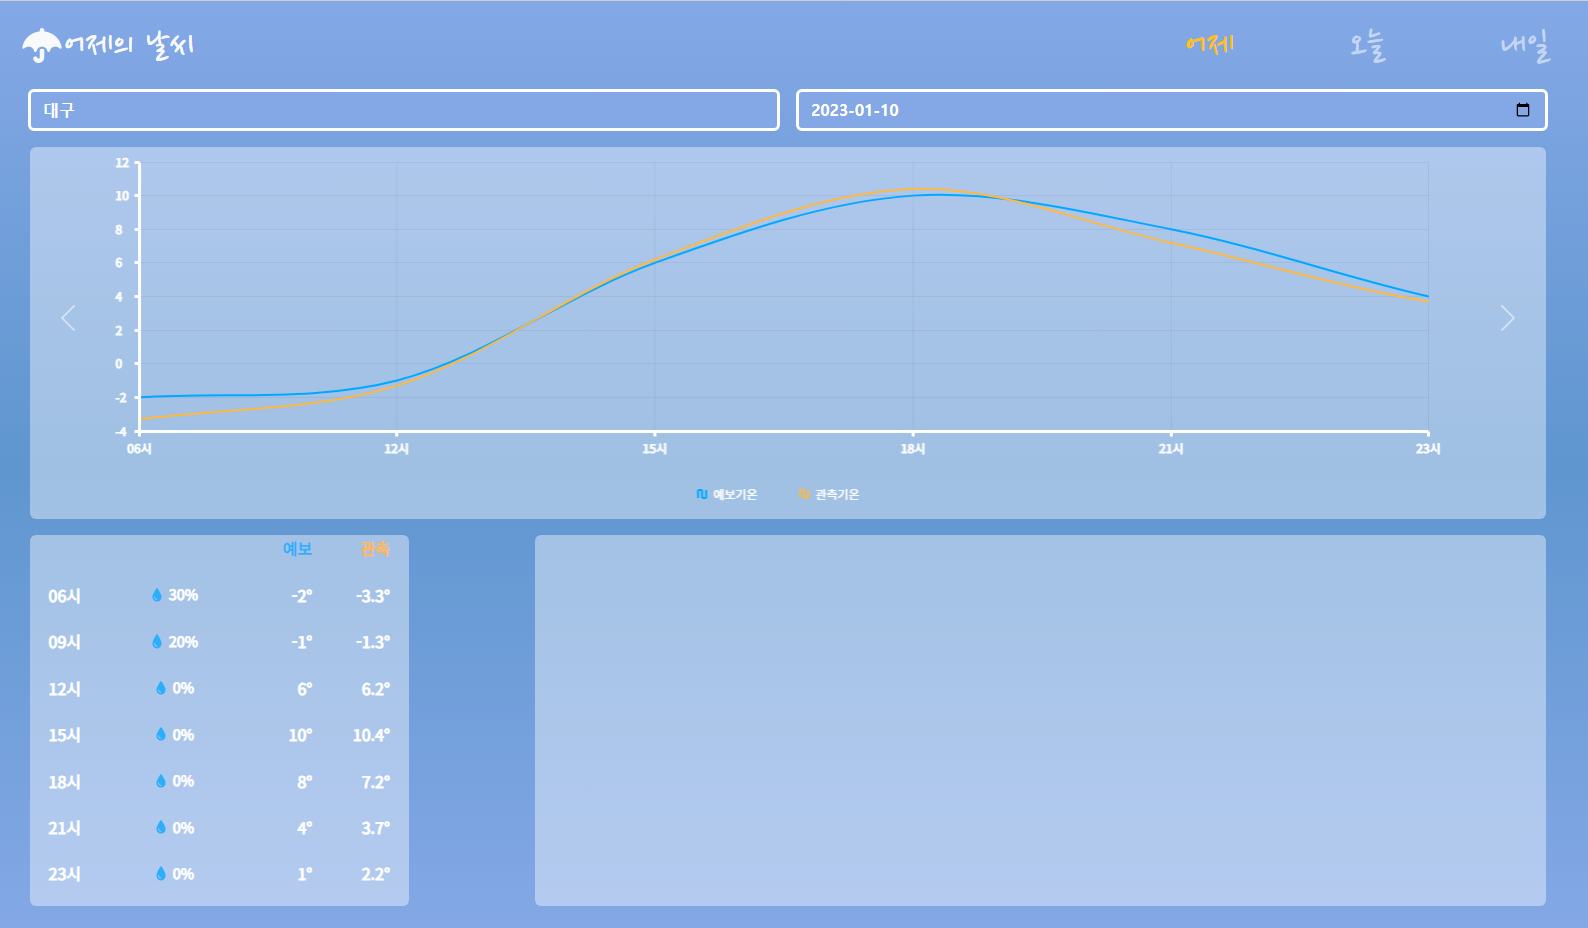 어제의 날씨
어제 오늘 내일
대구 2023-01-10
12
10
8
6
4
2
0
-2
-4
06시 12시 15시 18시 21시 23시
예보기온 관측기온
예보 관측
06시 30% -2° -3.3°
09시 20% -1° -1.3°
12시 0% 6° 6.2°
15시 0% 10° 10.4°
18시 0% 8° 7.2°
21시 0% 4° 3.7°
23시 0% 1° 2.2°